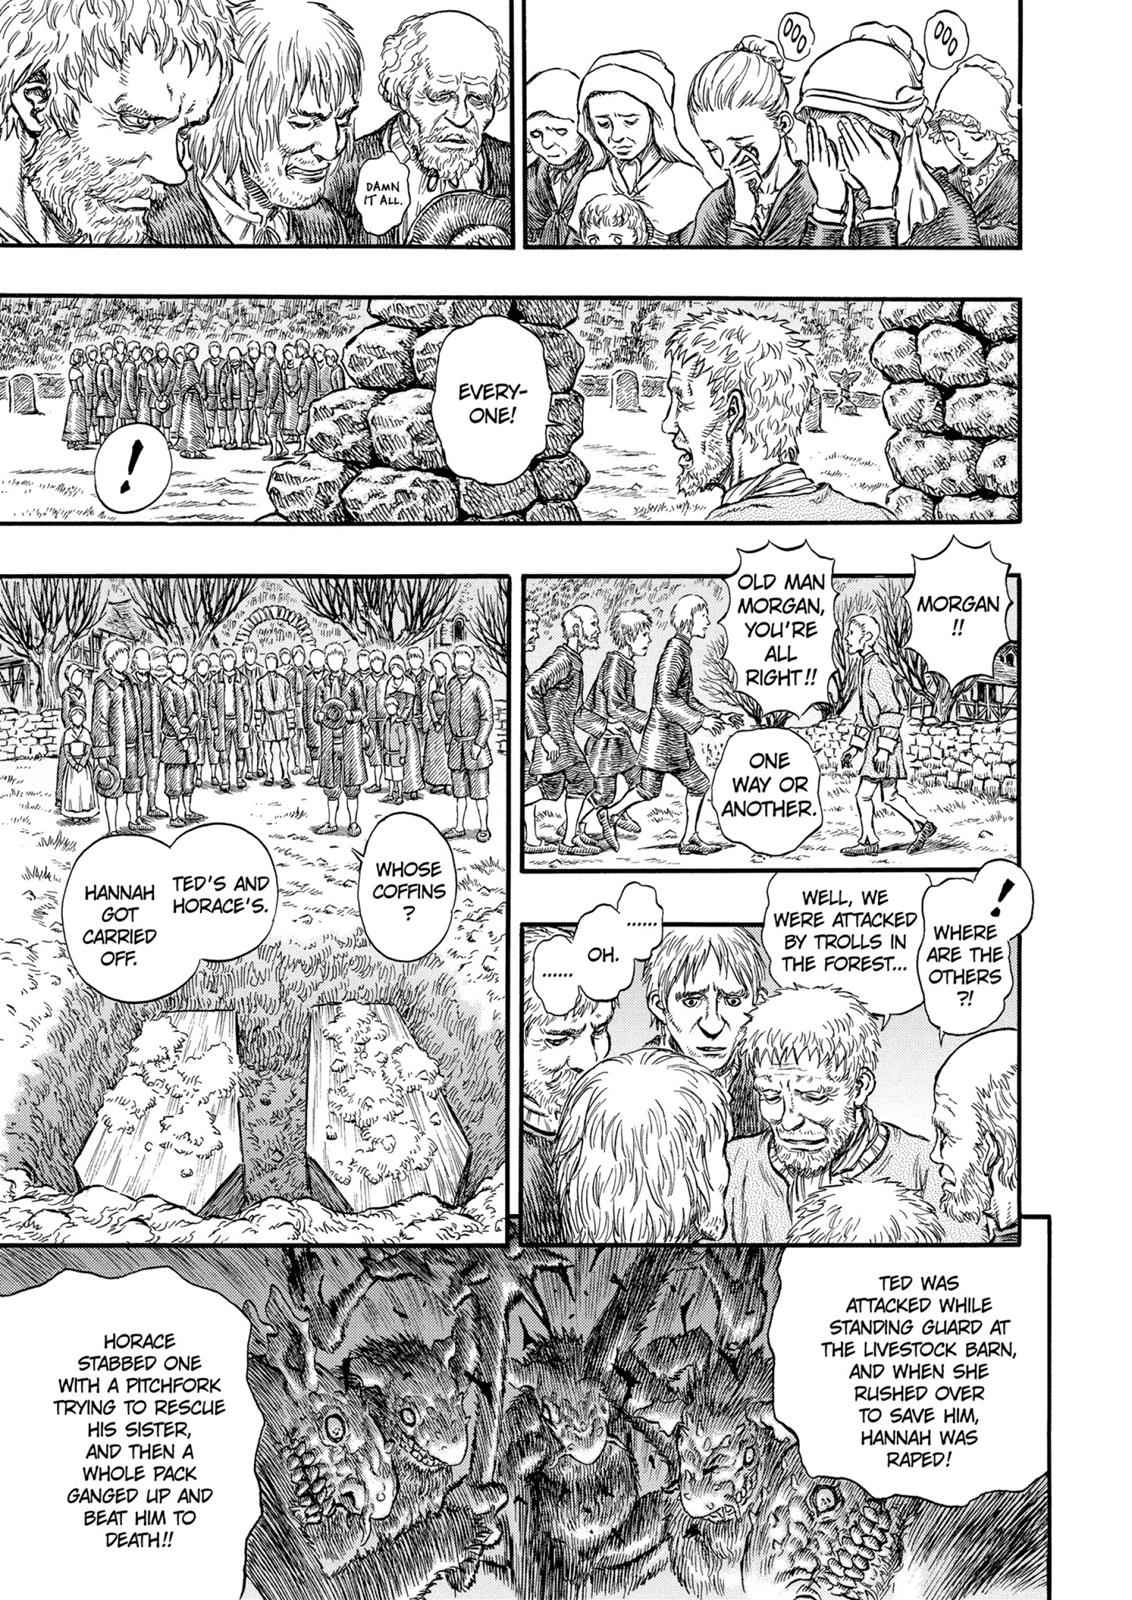 DAMN
IT ALL.
EVERY-
ONE!
!
MORGAN
!!
OLD MAN
MORGAN,
YOU'RE
ALL
RIGHT!!
ONE
WAY OR
ANOTHER.
!
WHERE
ARE THE
OTHERS
?!
WELL, WE
WERE ATTACKED
BY TROLLS IN
THE FOREST...
.......
OH.
......
WHOSE
COFFINS
?
TED'S AND
HORACE'S.
HANNAH
GOT
CARRIED
OFF.
TED WAS
ATTACKED WHILE
STANDING GUARD AT
THE LIVESTOCK BARN,
AND WHEN SHE
RUSHED OVER
TO SAVE HIM,
HANNAH WAS
RAPED!
HORACE
STABBED ONE
WITH A PITCHFORK
TRYING TO RESCUE
HIS SISTER,
AND THEN A
WHOLE PACK
GANGED UP AND
BEAT HIM TO
DEATH!!